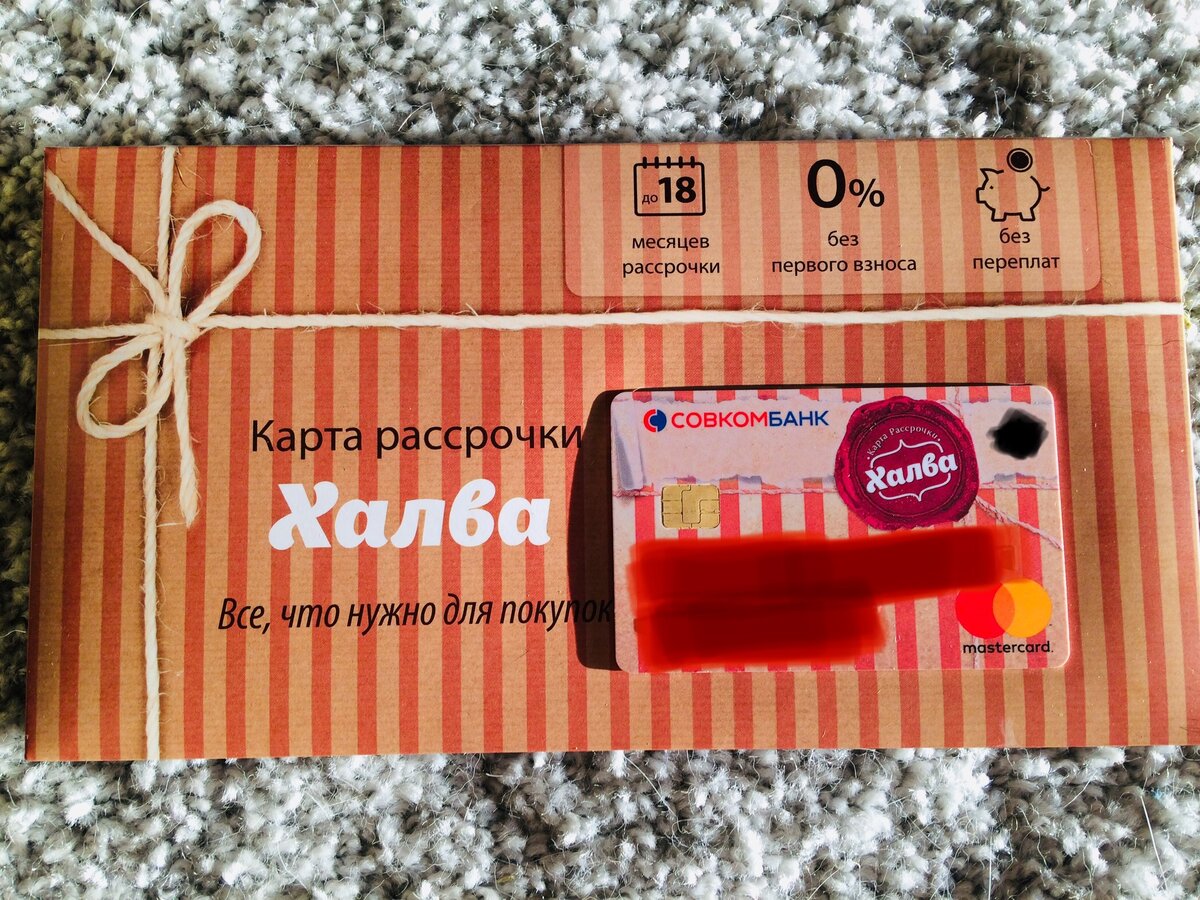 до 18
месяцев
рассрочки
0%
без
первого взноса
без
переплат
Карта рассрочки
Халва
Все, что нужно для покупок
СОВКОМБАНК
Карта Рассрочки
Халва
mastercard.